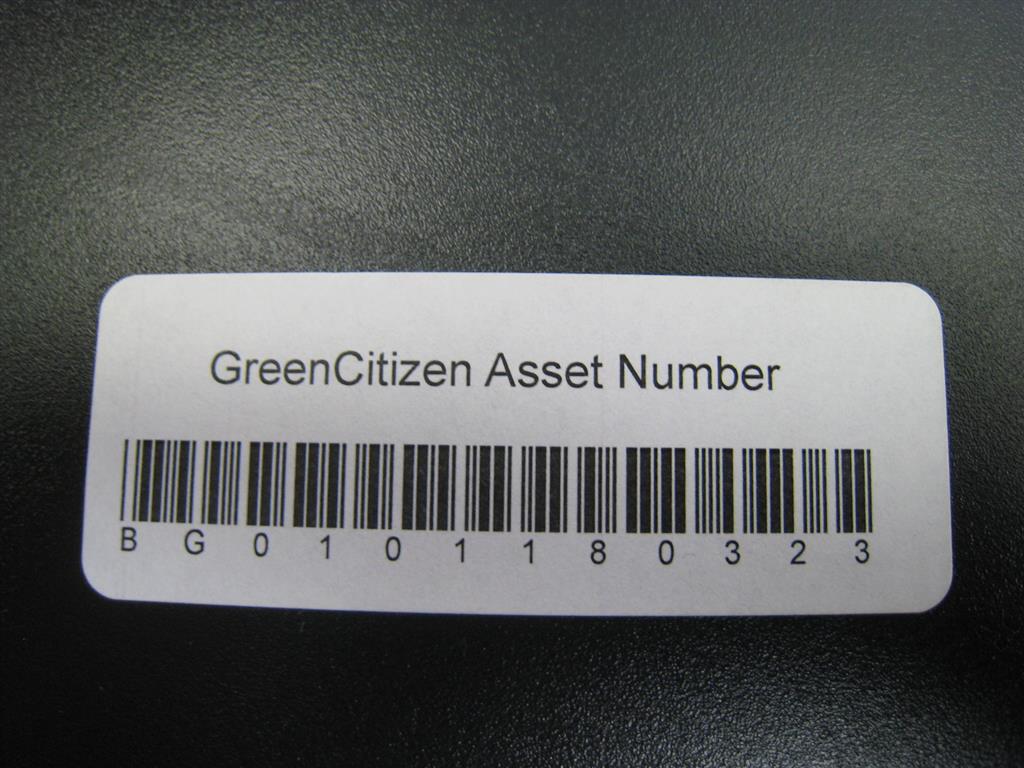 GreenCitizen Asset Number
B G 0 1 0 1 1 8 0 3 2 3